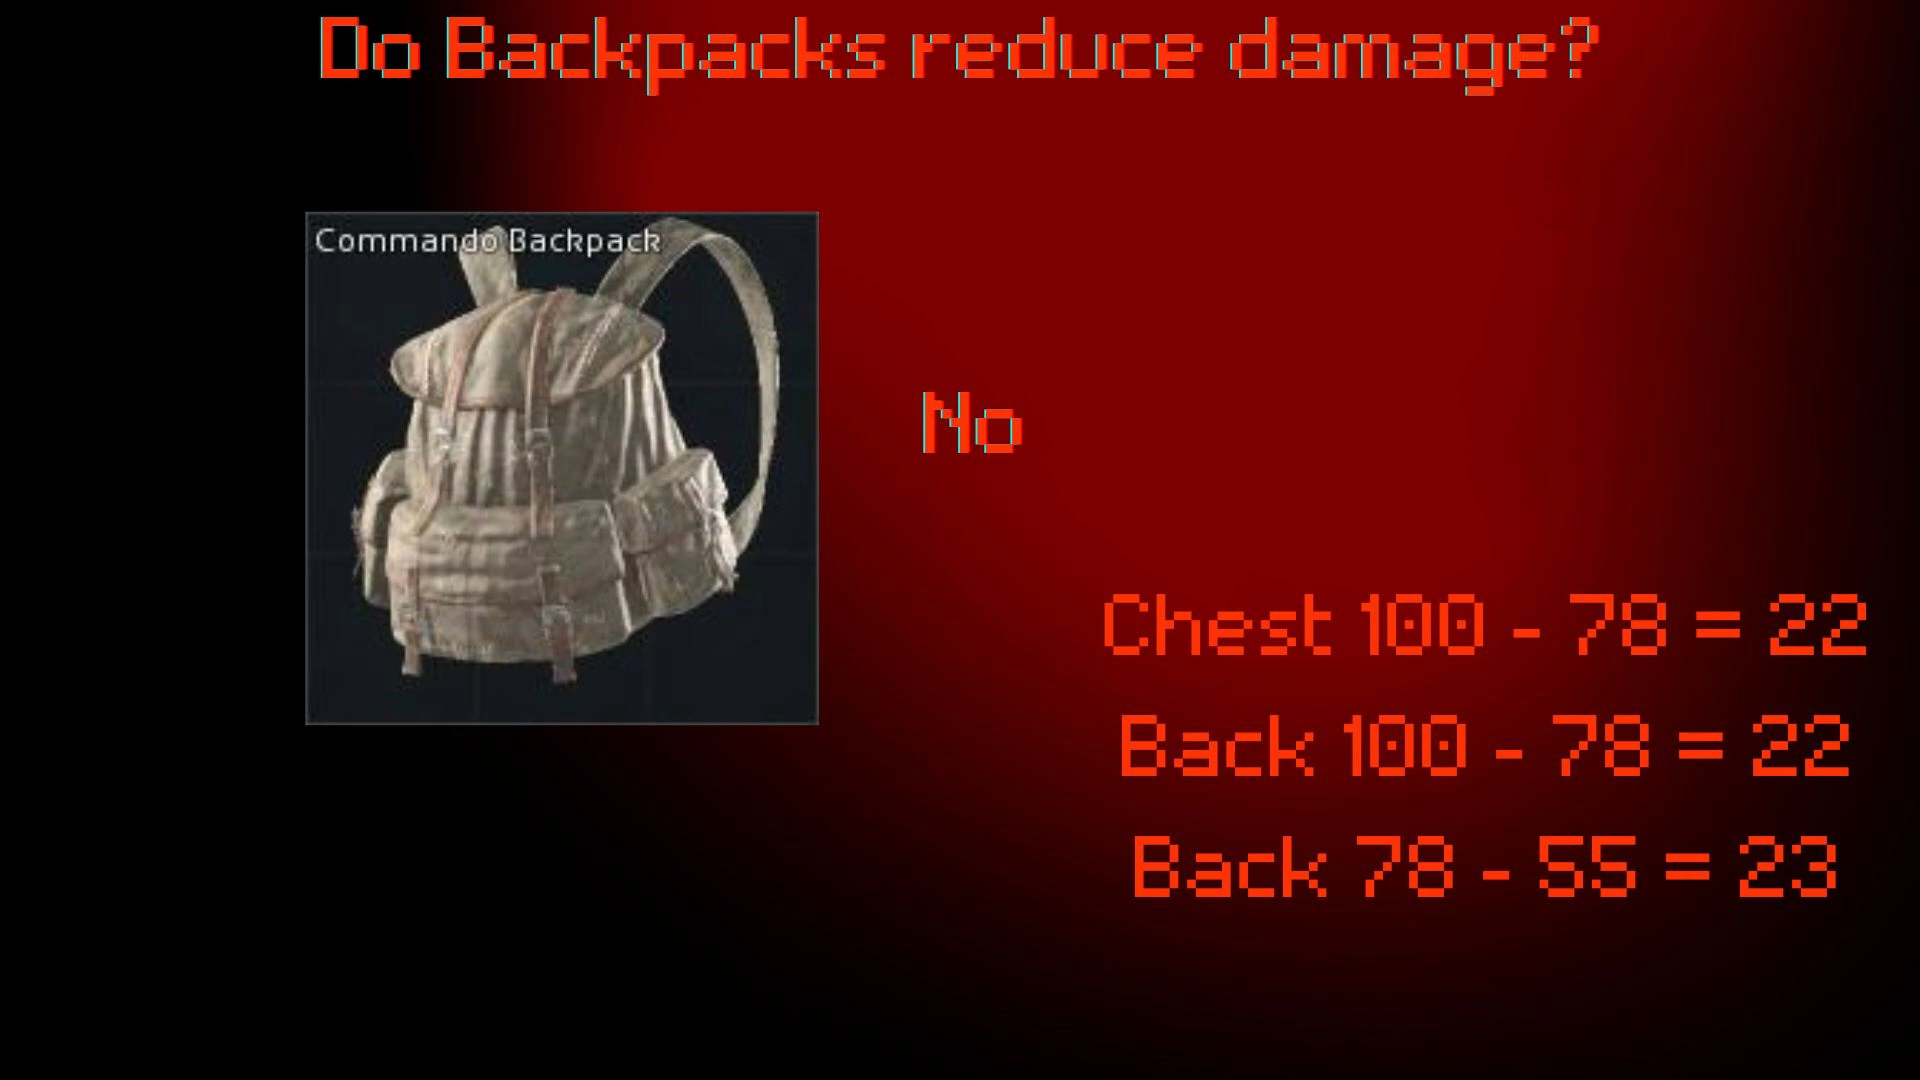 Do Backpacks reduce damage?
Commando Backpack
No
Chest 100 - 78 = 22
Back 100 - 78 = 22
Back 78 - 55 = 23